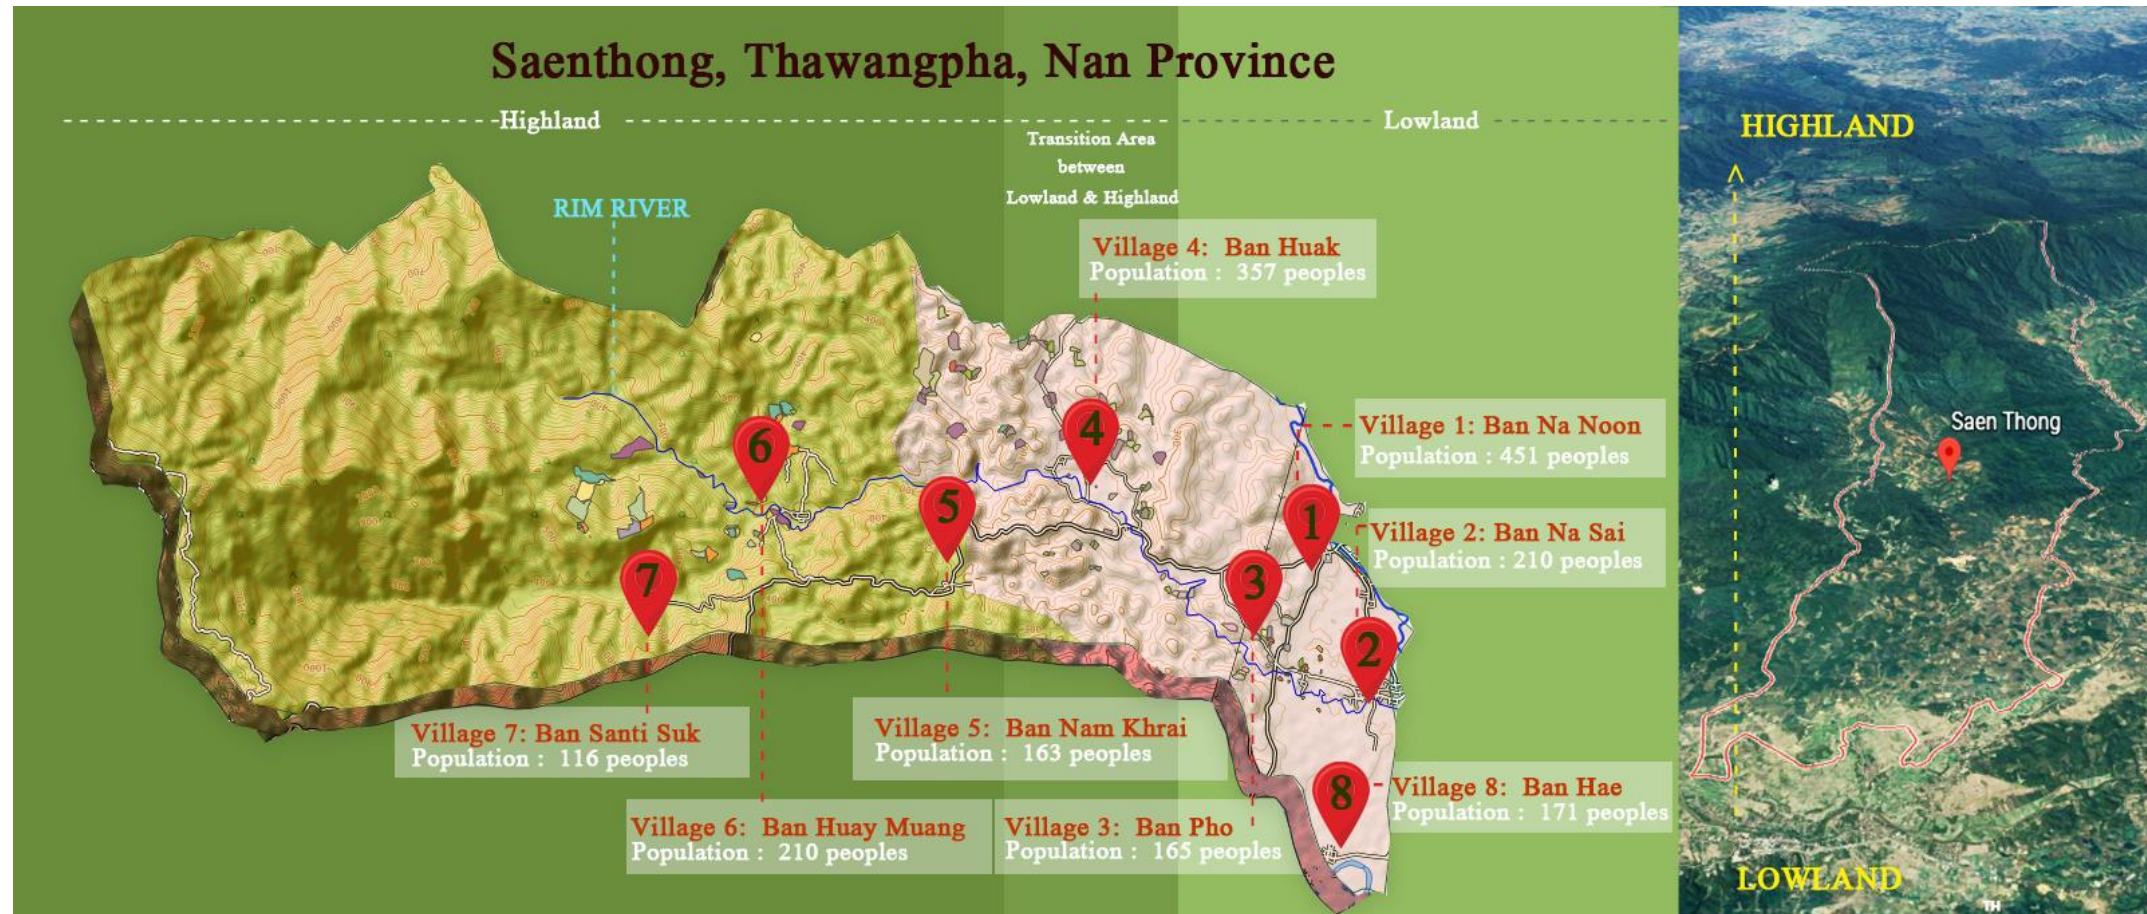 Saenthong, Thawangpha, Nan Province
Highland
Lowland
Transition Area
between
Lowland & Highland
RIM RIVER
Village 4: Ban Huak
Population : 357 peoples
Village 1: Ban Na Noon
Population : 451 peoples
Village 2: Ban Na Sai
Population : 210 peoples
Village 7: Ban Santi Suk
Population : 116 peoples
Village 5: Ban Nam Khrai
Population : 163 peoples
Village 8: Ban Hae
Population : 171 peoples
Village 6: Ban Huay Muang
Population : 210 peoples
Village 3: Ban Pho
Population : 165 peoples
4
6
5
1
7
3
2
8
HIGHLAND
Saen Thong
LOWLAND
TH